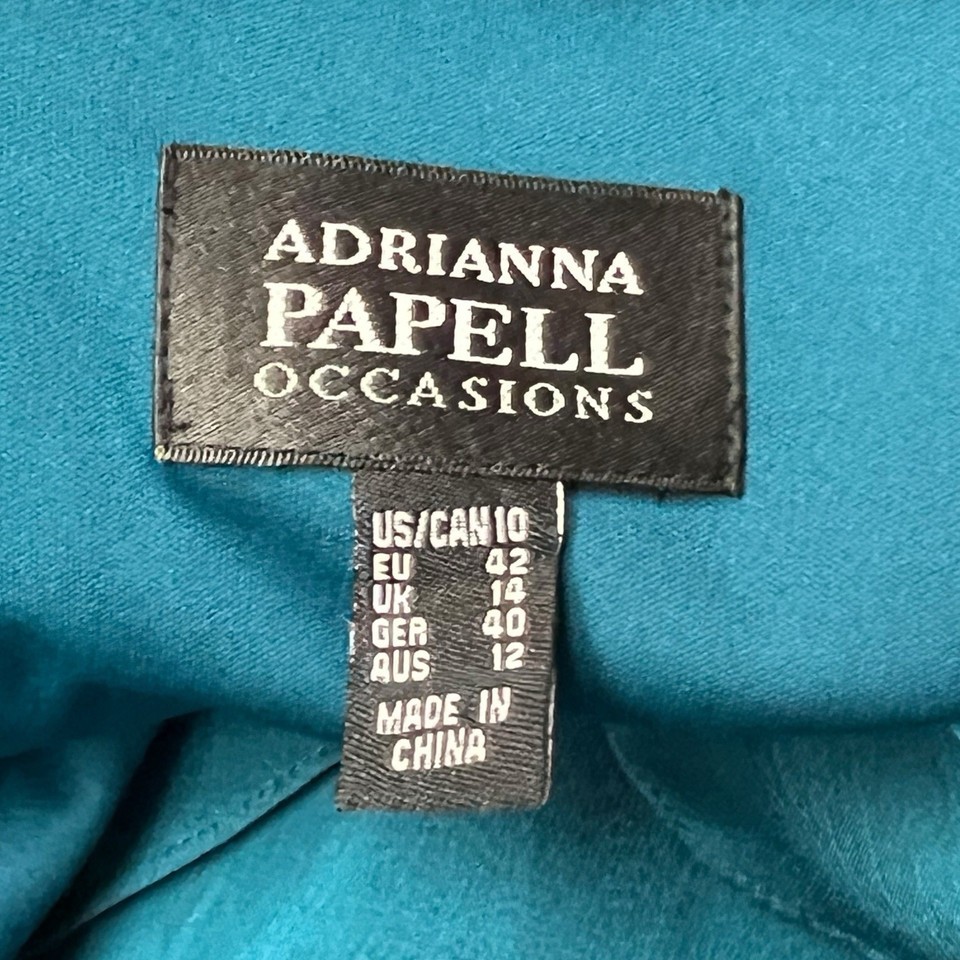 ADRIANNA
PAPELL
OCCASIONS
US/CAN 10
EU 42
UK 14
GER 40
AUS 12
MADE IN
CHINA